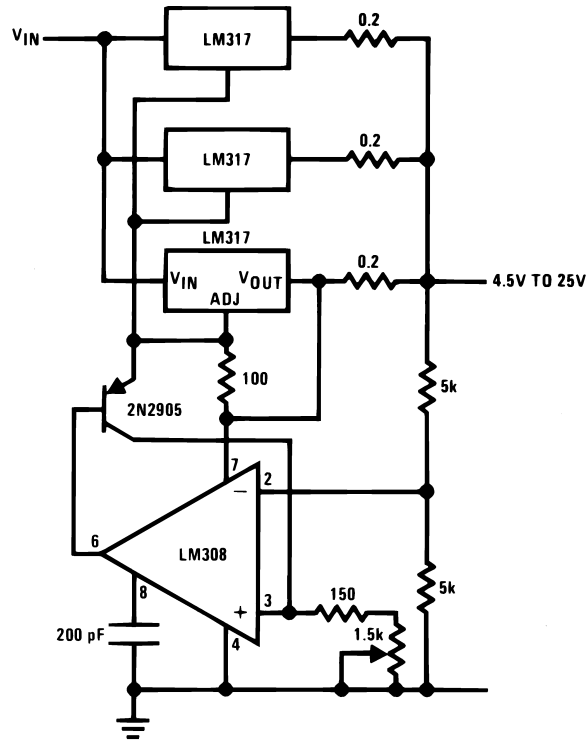 0.2
VIN
LM317
0.2
LM317
LM317
0.2
VIN
VOUT
ADJ
4.5V TO 25V
100
5k
2N2905
7
2
−
6
LM308
5k
8
+
3
150
4
1.5k
200 pF